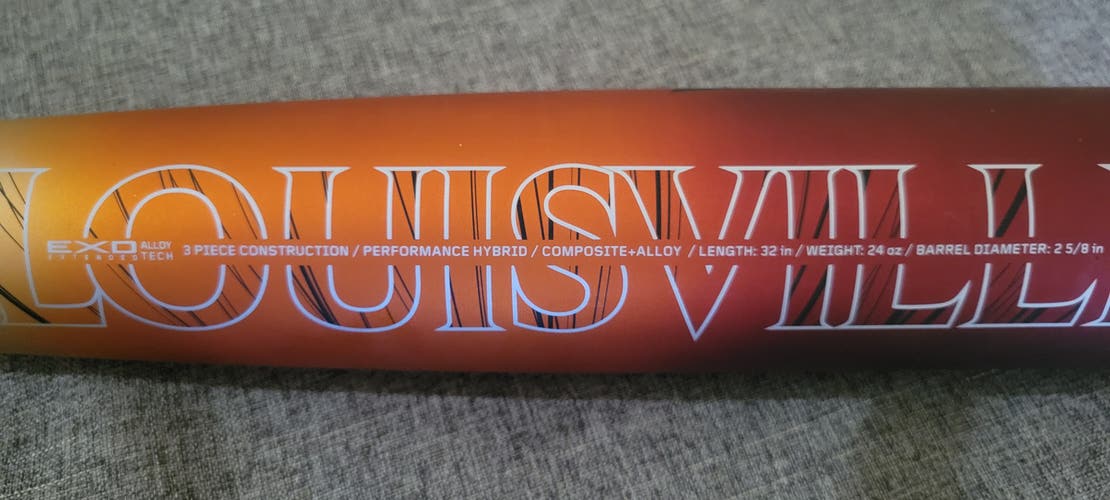 LOUISVILL
EXO ALLOY
EXTENDED TECH
3 PIECE CONSTRUCTION / PERFORMANCE HYBRID / COMPOSITE+ALLOY / LENGTH: 32 in / WEIGHT: 24 oz / BARREL DIAMETER: 2 5/8 in